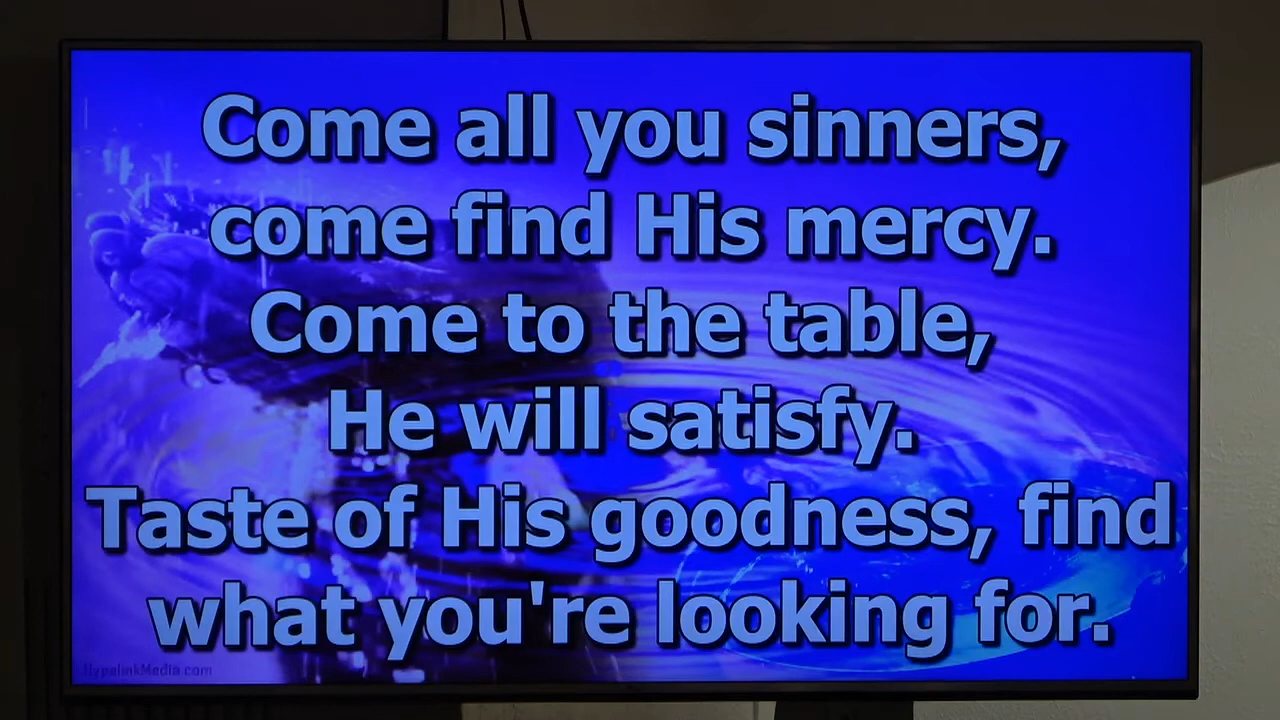 Come all you sinners,
come find His mercy.
Come to the table,
He will satisfy.
Taste of His goodness, find
what you're looking for.
HypelinkMedia.com